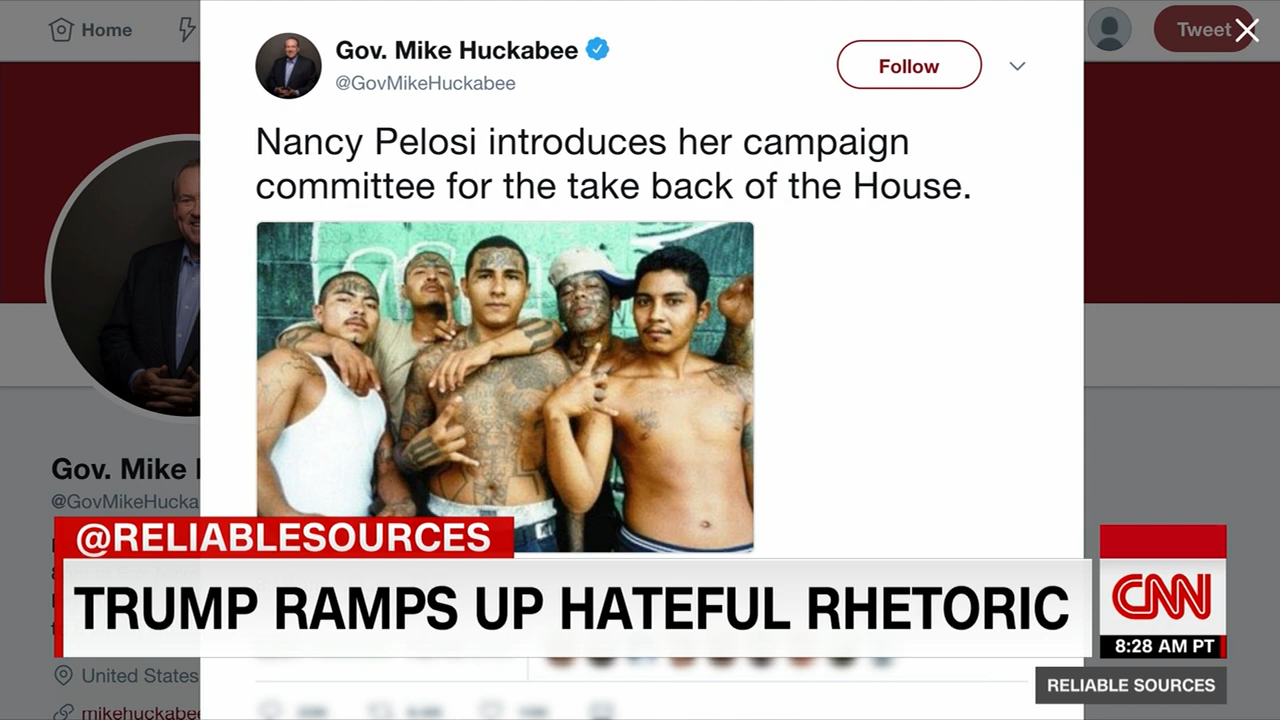 Home
Tweet
Gov. Mike Huckabee
@GovMikeHuckabee
Follow
Nancy Pelosi introduces her campaign
committee for the take back of the House.
Gov. Mike
@GovMikeHucka
@RELIABLESOURCES
TRUMP RAMPS UP HATEFUL RHETORIC
CNN
8:28 AM PT
RELIABLE SOURCES
United States
mikehuckabee